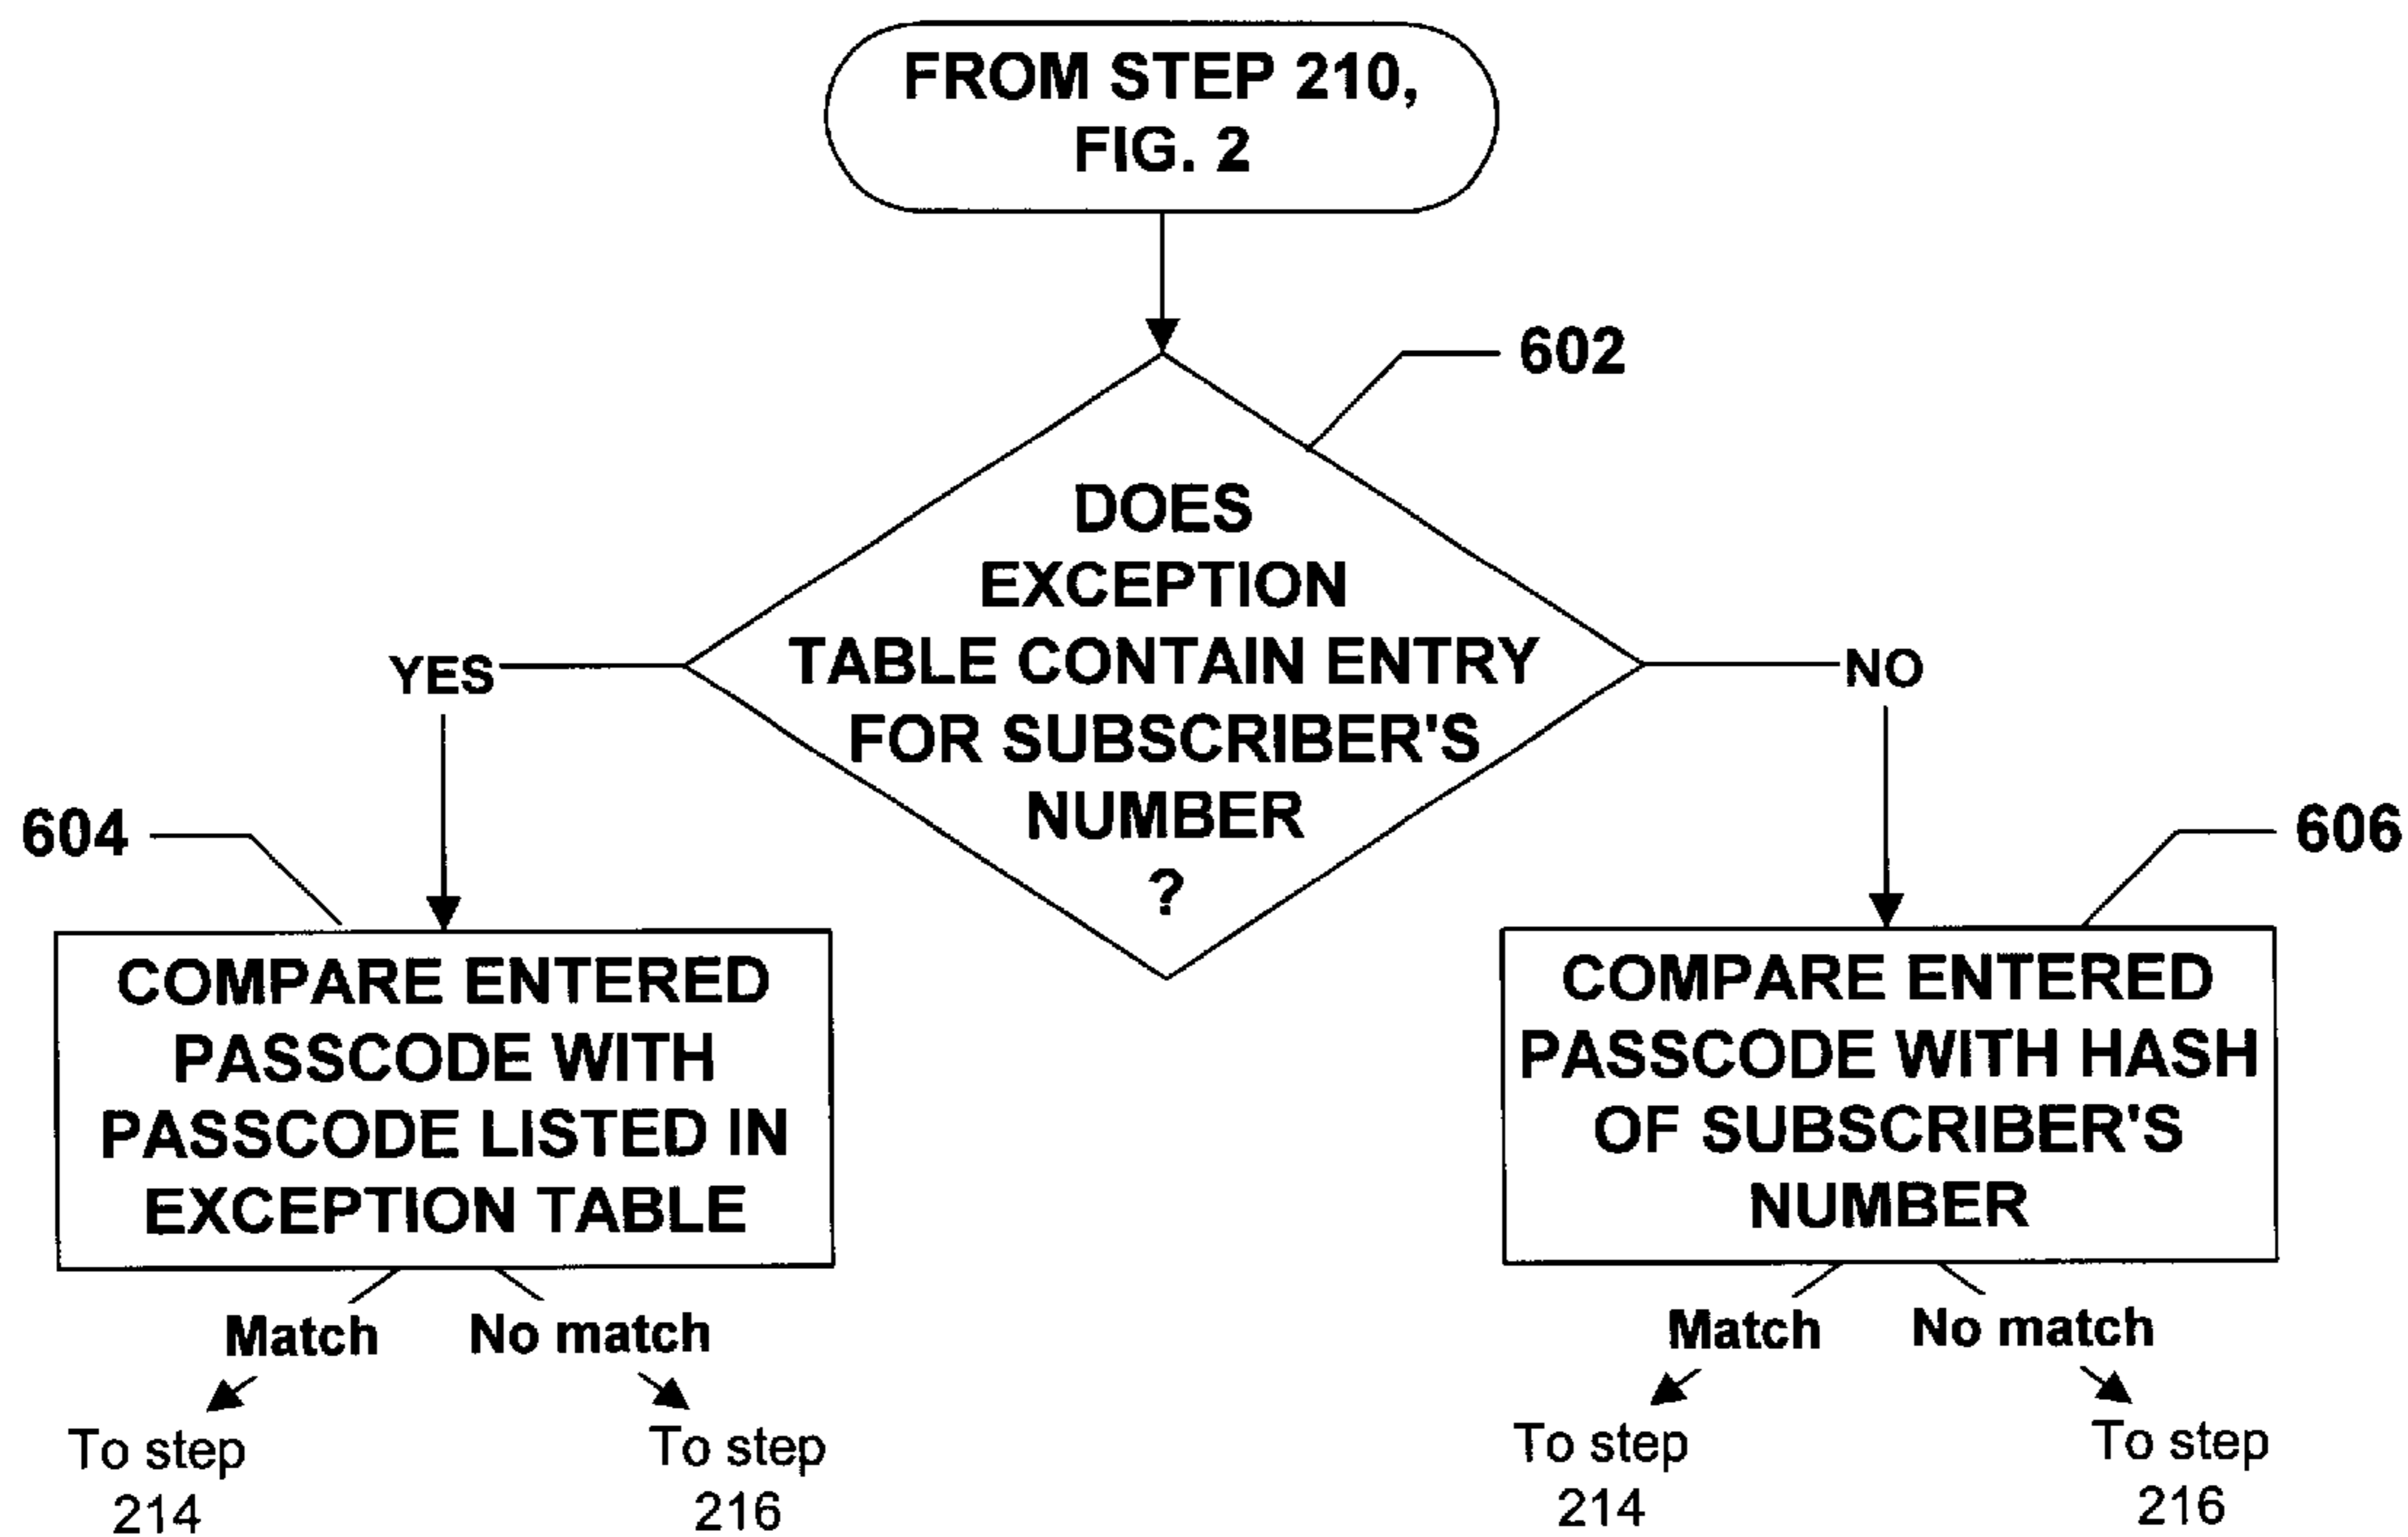 FROM STEP 210,
FIG. 2
602
DOES
EXCEPTION
TABLE CONTAIN ENTRY
FOR SUBSCRIBER'S
NUMBER
?
YES
NO
604
606
COMPARE ENTERED
PASSCODE WITH
PASSCODE LISTED IN
EXCEPTION TABLE
COMPARE ENTERED
PASSCODE WITH HASH
OF SUBSCRIBER'S
NUMBER
Match
No match
To step
214
To step
216
Match
No match
To step
214
To step
216